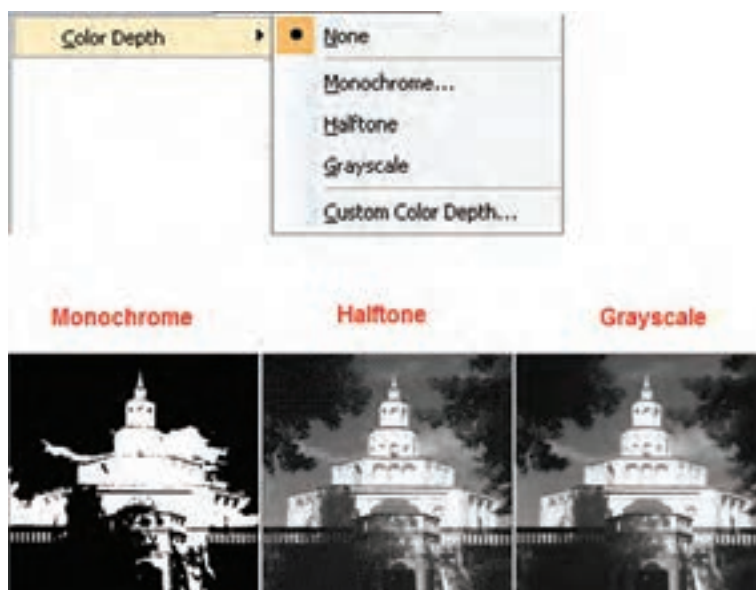 Color Depth
None
Monochrome...
Halftone
Grayscale
Custom Color Depth...
Monochrome
Halftone
Grayscale